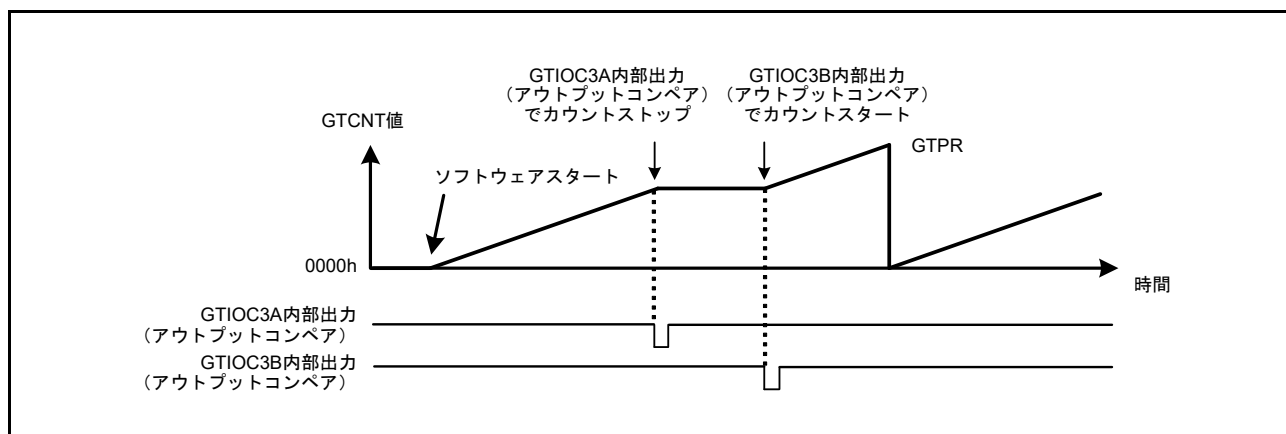 GTIOC3A内部出力
(アウトプットコンペア)
でカウントストップ
GTIOC3B内部出力
(アウトプットコンペア)
でカウントスタート
GTCNT値
GTPR
ソフトウェアスタート
0000h
時間
GTIOC3A内部出力
(アウトプットコンペア)
GTIOC3B内部出力
(アウトプットコンペア)